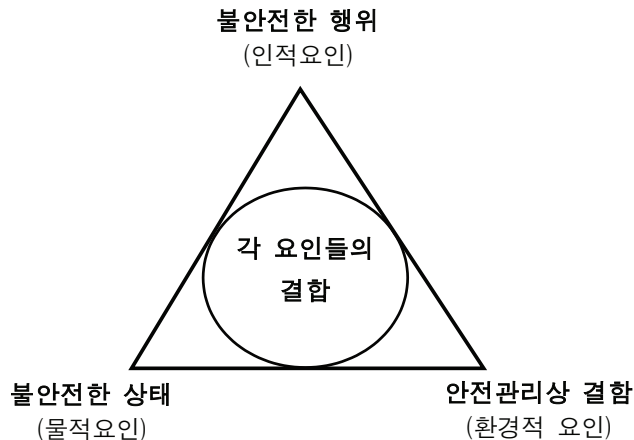 불안전한 행위
(인적요인)
각 요인들의
결합
불안전한 상태
(물적요인)
안전관리상 결함
(환경적 요인)